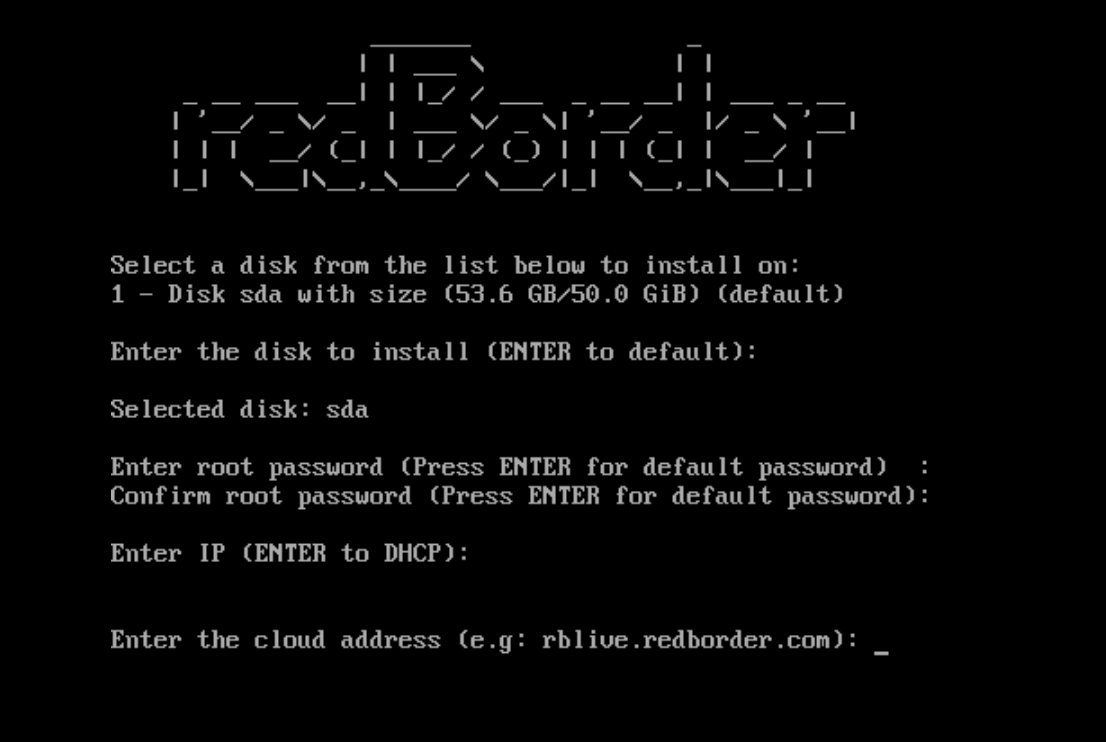 redBorder
Select a disk from the list below to install on:
1 - Disk sda with size (53.6 GB/50.0 GiB) (default)
Enter the disk to install (ENTER to default):
Selected disk: sda
Enter root password (Press ENTER for default password)  :
Confirm root password (Press ENTER for default password):
Enter IP (ENTER to DHCP):
Enter the cloud address (e.g: rblive.redborder.com): _